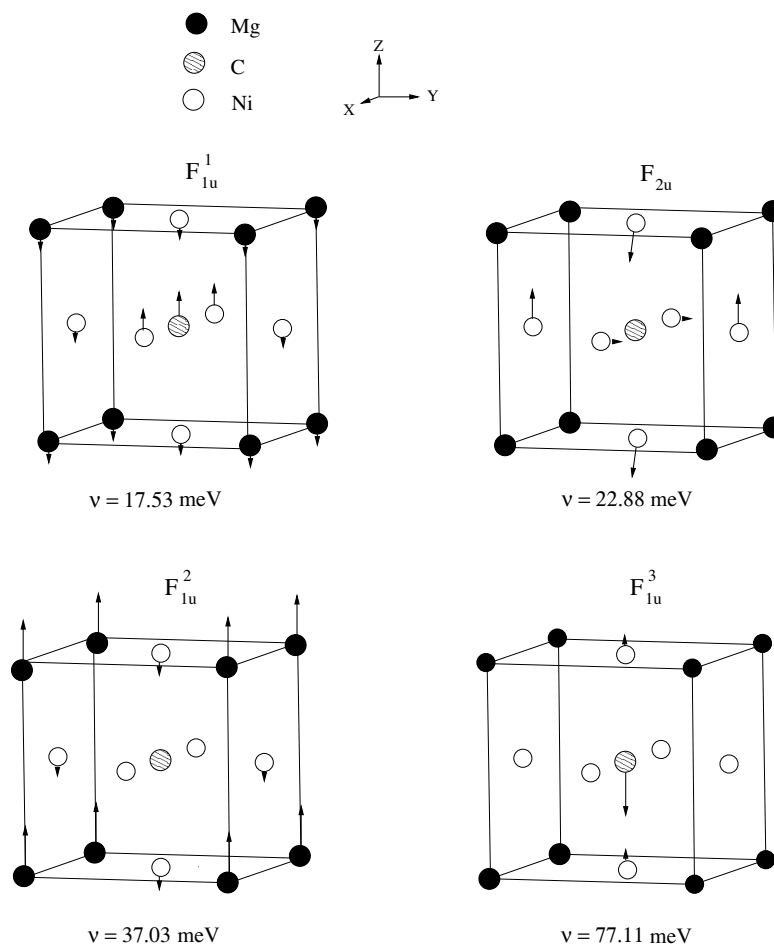 Mg
C
Ni
Z
X
Y
F₁ᵤ¹
F₂ᵤ
ν = 17.53 meV
ν = 22.88 meV
F₁ᵤ²
F₁ᵤ³
ν = 37.03 meV
ν = 77.11 meV